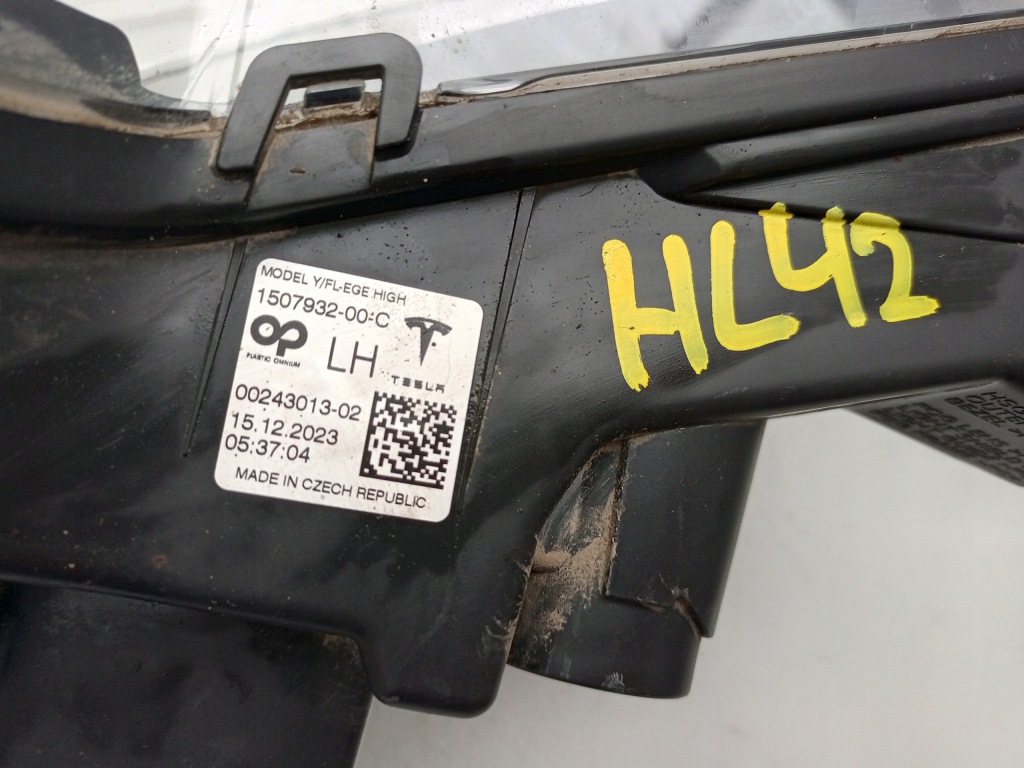 MODEL Y/FL-EGE HIGH
1507932-00-C
OP
PLASTIC OMNIUM
LH
TESLA
00243013-02
15.12.2023
05:37:04
MADE IN CZECH REPUBLIC
HL42